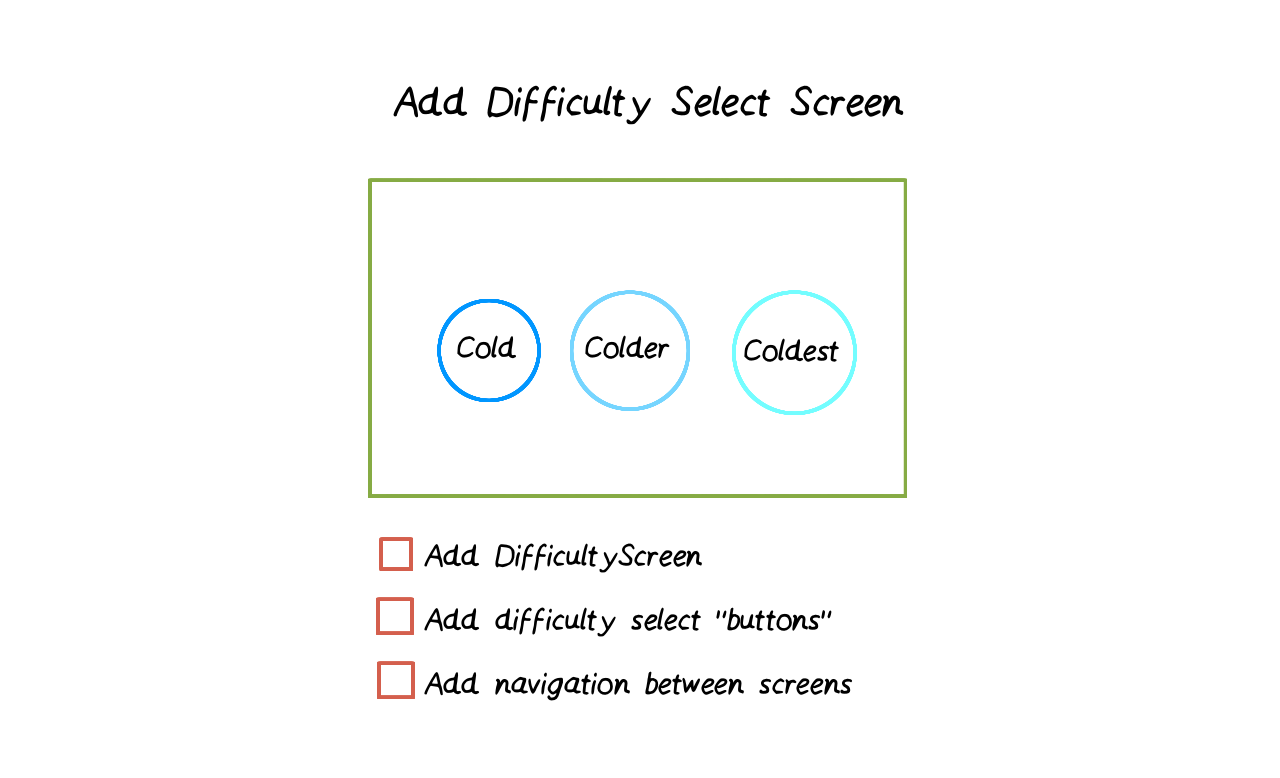 Add Difficulty Select Screen
Cold Colder Coldest
Add DifficultyScreen
Add difficulty select "buttons"
Add navigation between screens